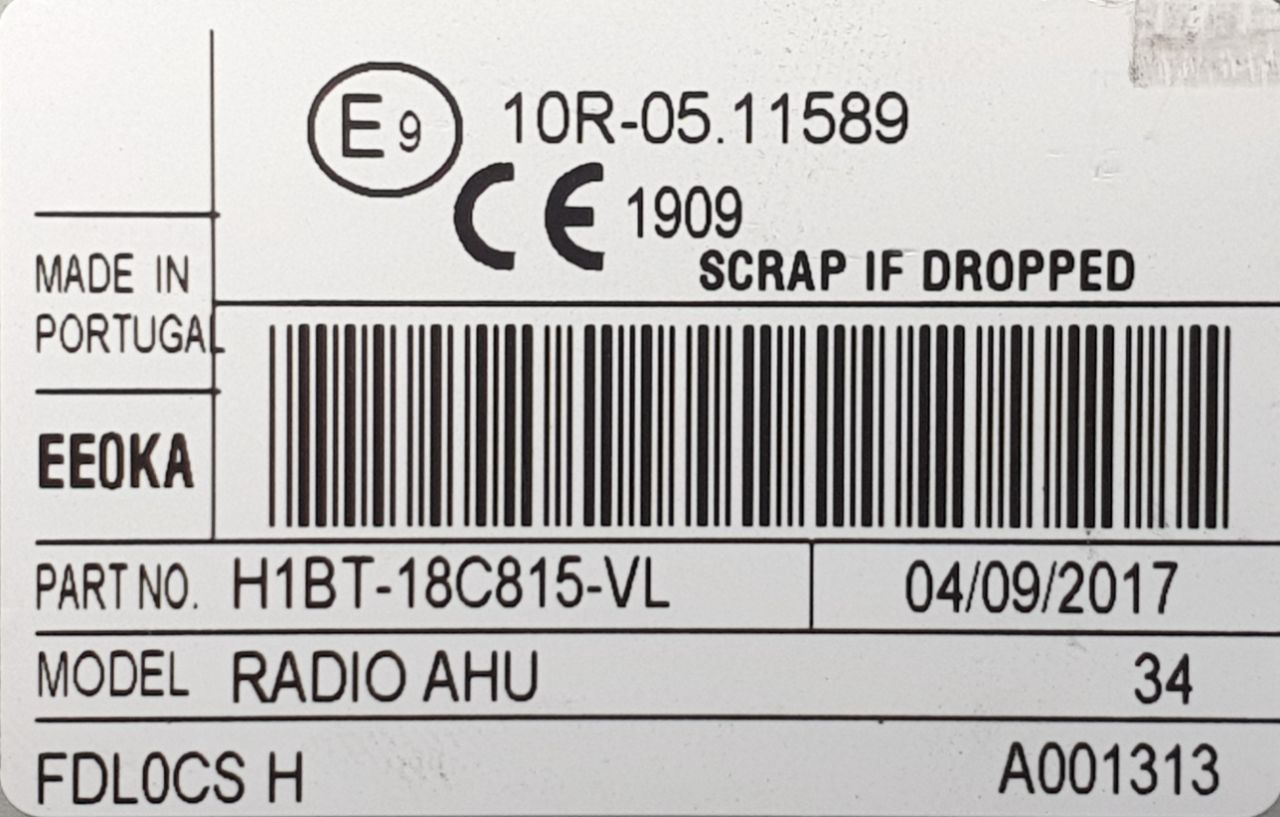 E9 10R-05.11589
CE 1909
SCRAP IF DROPPED
MADE IN
PORTUGAL
EE0KA
PART NO. H1BT-18C815-VL 04/09/2017
MODEL RADIO AHU 34
FDL0CS H A001313